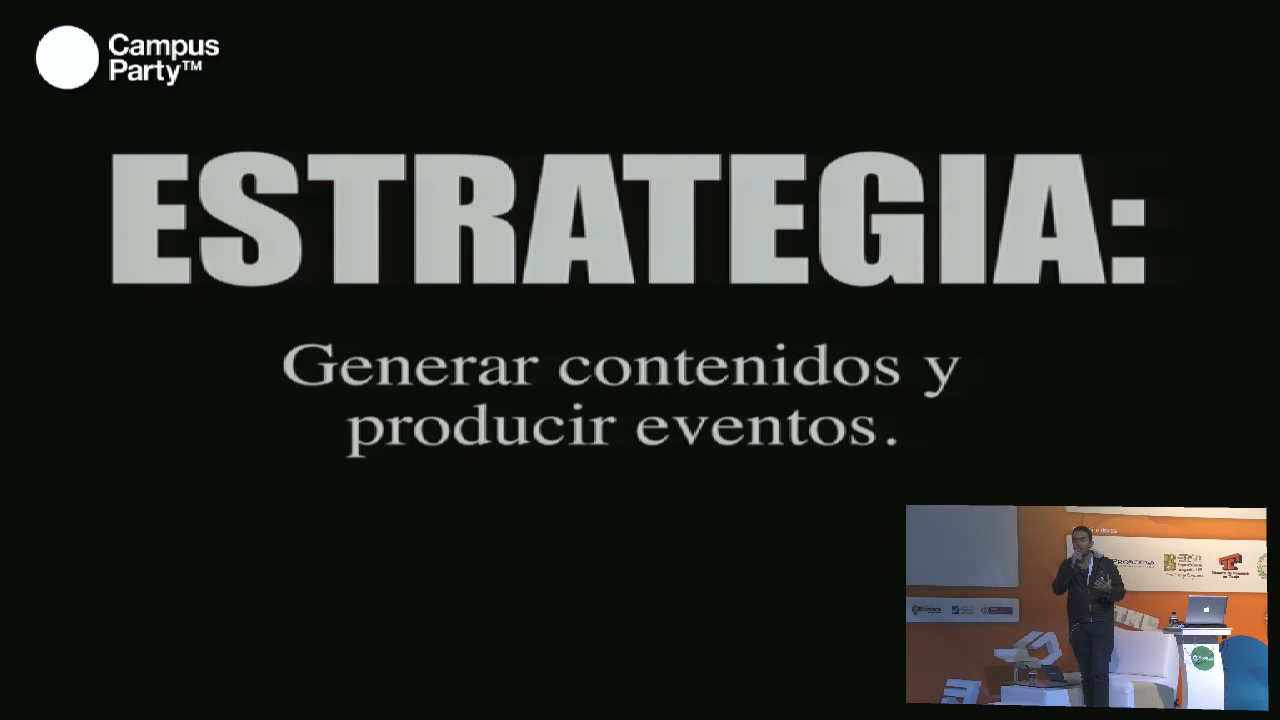 Campus
Party™
ESTRATEGIA:
Generar contenidos y
producir eventos.